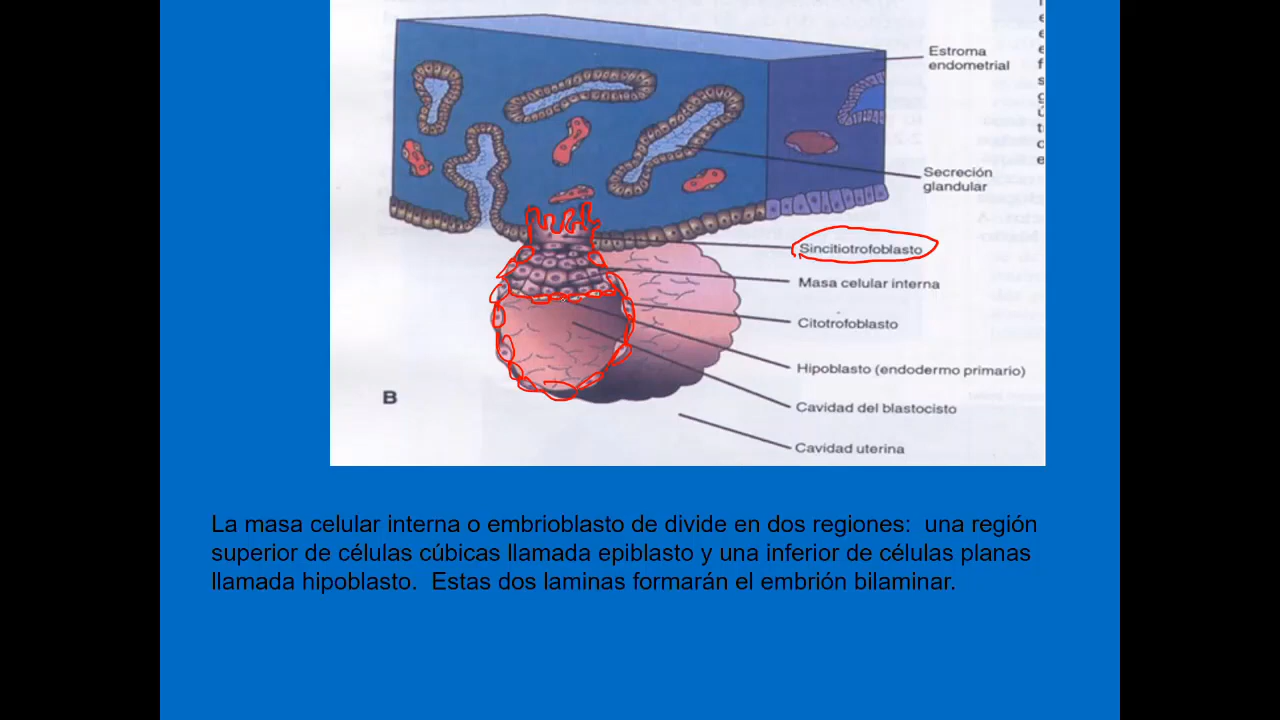 Estroma
endometrial
Secreción
glandular
Sincitiotrofoblasto
Masa celular interna
Citotrofoblasto
Hipoblasto (endodermo primario)
Cavidad del blastocisto
Cavidad uterina
B
La masa celular interna o embrioblasto de divide en dos regiones: una región
superior de células cúbicas llamada epiblasto y una inferior de células planas
llamada hipoblasto. Estas dos laminas formarán el embrión bilaminar.